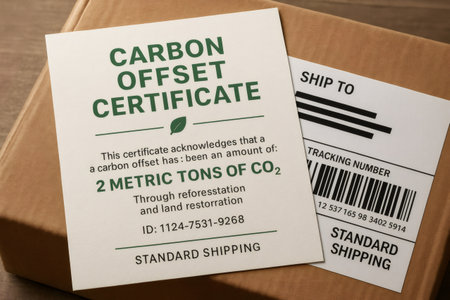 CARBON
OFFSET
CERTIFICATE
This certificate acknowledges that a
a carbon offset has: been an amount of:
2 METRIC TONS OF CO₂
Through reforesstation
and land restorration
ID: 1124-7531-9268
STANDARD SHIPPING
SHIP TO
TRACKING NUMBER
12 537 165 98 3402 5914
STANDARD
SHIPPING